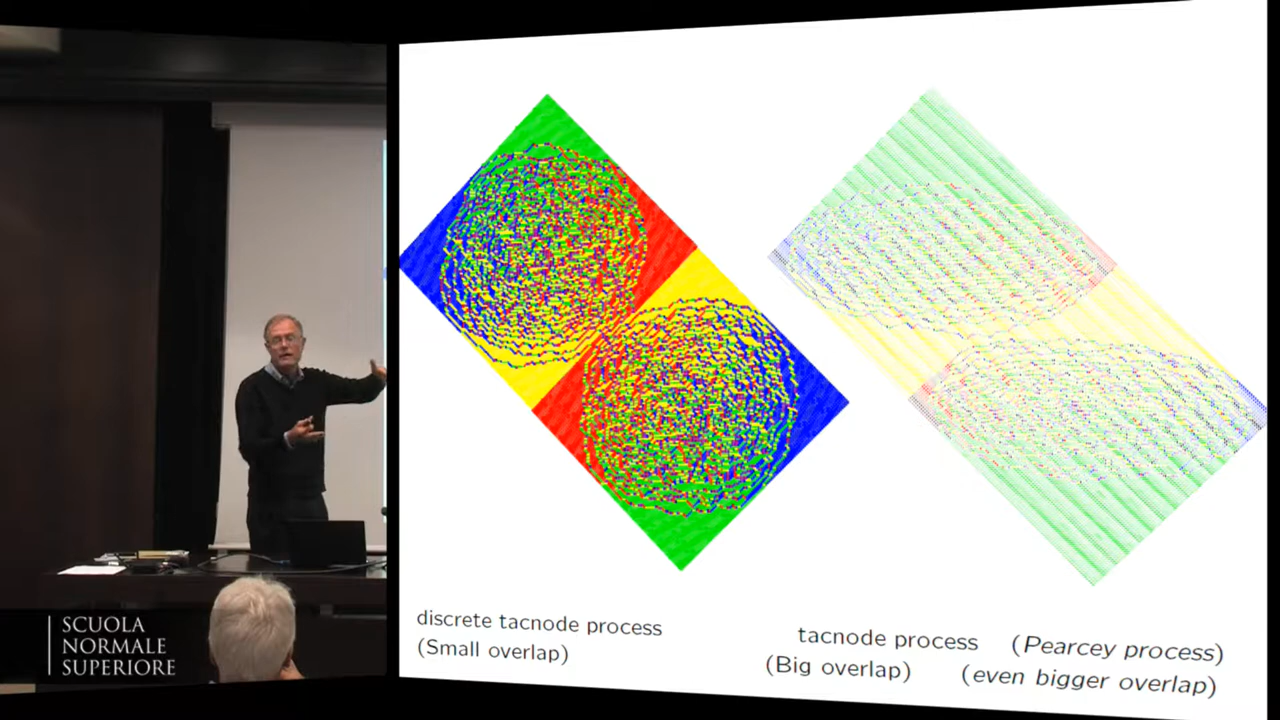 discrete tacnode process
(Small overlap)
tacnode process (Pearcey process)
(Big overlap) (even bigger overlap)
SCUOLA
NORMALE
SUPERIORE